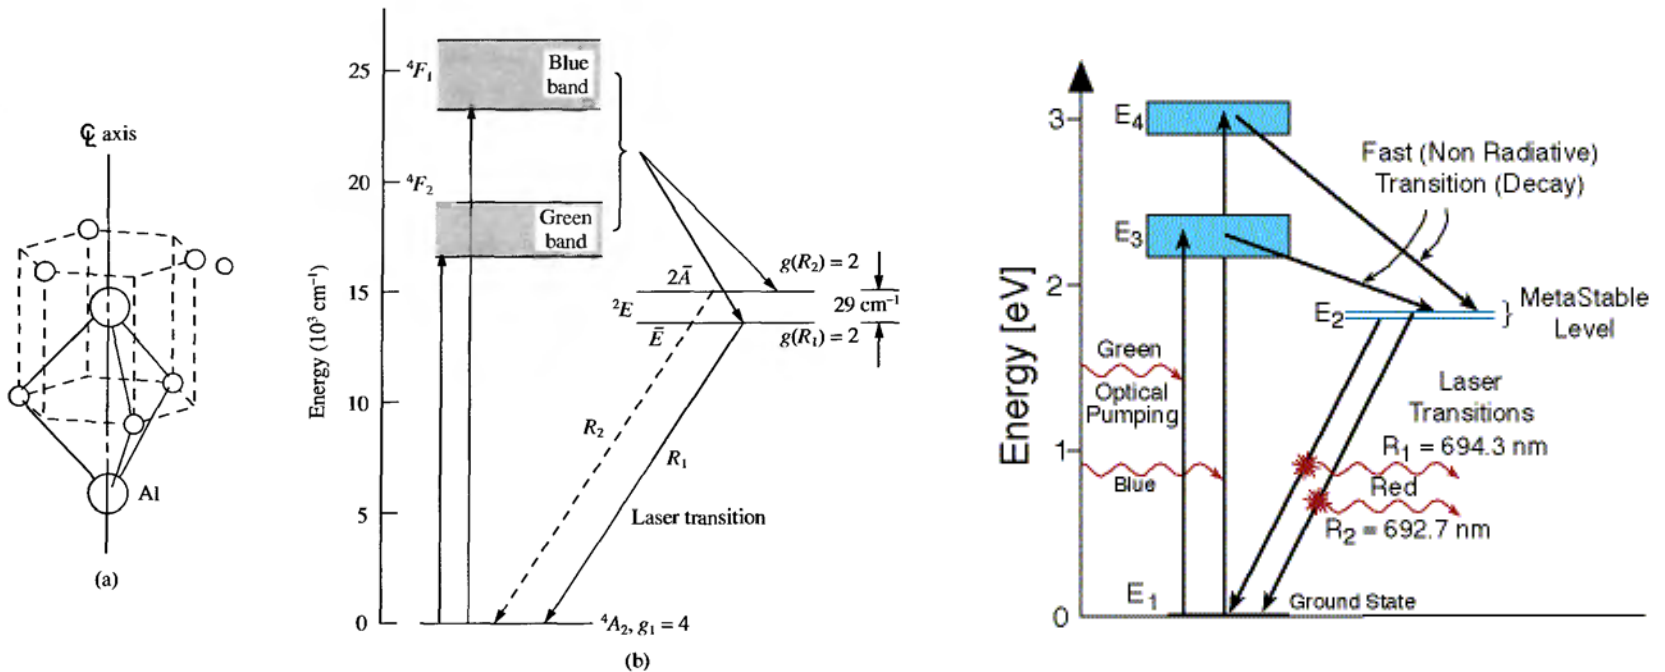 ℄ axis
Al
(a)
Energy (10³ cm⁻¹)
25
20
15
10
5
0
⁴F₁
Blue
band
⁴F₂
Green
band
2Ā
²E
Ē
g(R₂) = 2
29 cm⁻¹
g(R₁) = 2
R₂
R₁
Laser transition
⁴A₂, g₁ = 4
(b)
Energy [eV]
3
2
1
0
E₄
E₃
Fast (Non Radiative)
Transition (Decay)
E₂
MetaStable
Level
Green
Optical
Pumping
Blue
Laser
Transitions
R₁ = 694.3 nm
Red
R₂ = 692.7 nm
E₁
Ground State